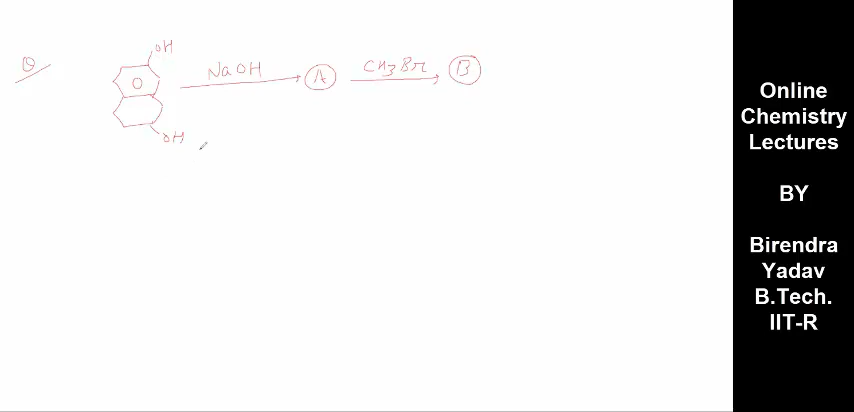 Q
OH
NaOH A CH3Br B
O
OH
Online
Chemistry
Lectures
BY
Birendra
Yadav
B.Tech.
IIT-R